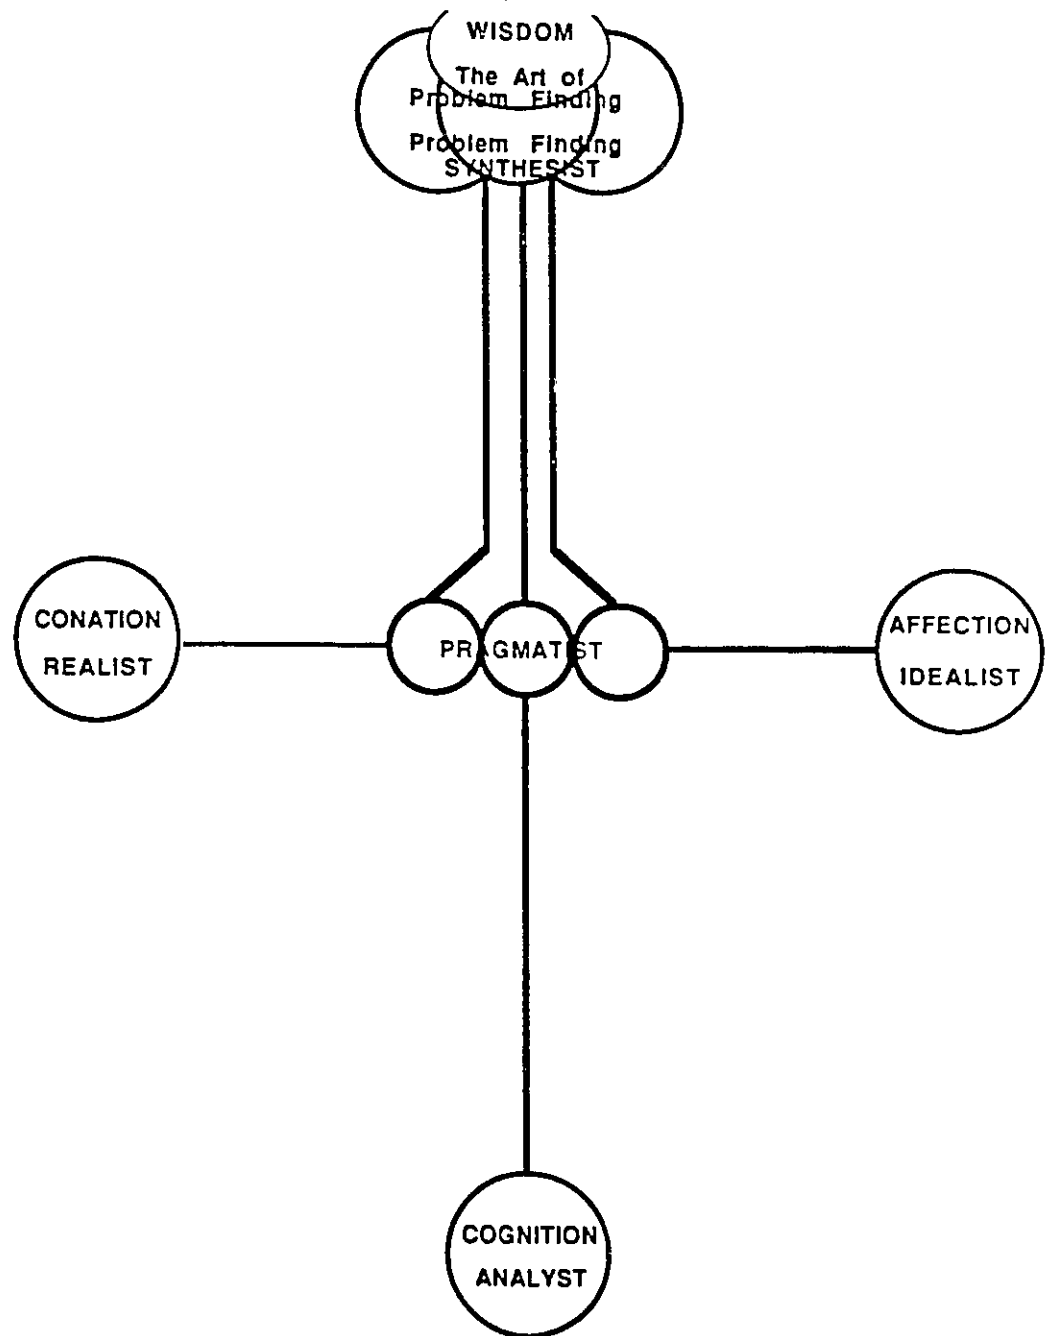 WISDOM
The Art of
Problem Finding
Problem Finding
SYNTHESIST
CONATION
REALIST
PRAGMATIST
AFFECTION
IDEALIST
COGNITION
ANALYST